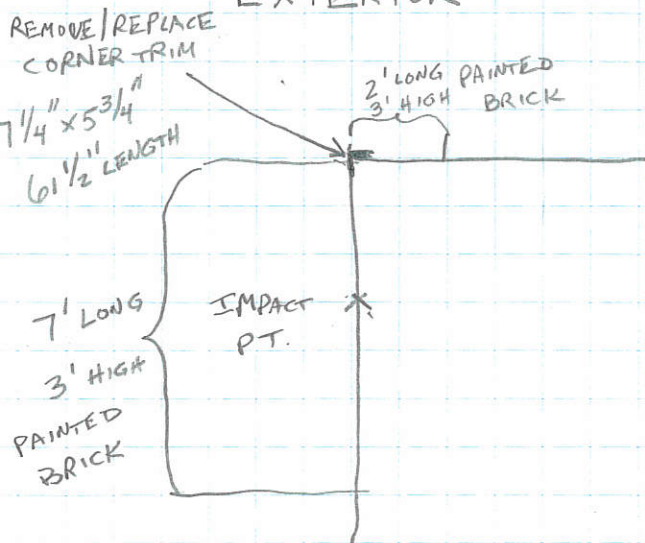 EXTERIOR
REMOVE/REPLACE
CORNER TRIM
7 1/4" x 5 3/4"
61 1/2" LENGTH
2' LONG PAINTED
3' HIGH BRICK
7' LONG
3' HIGH
PAINTED
BRICK
IMPACT
PT.